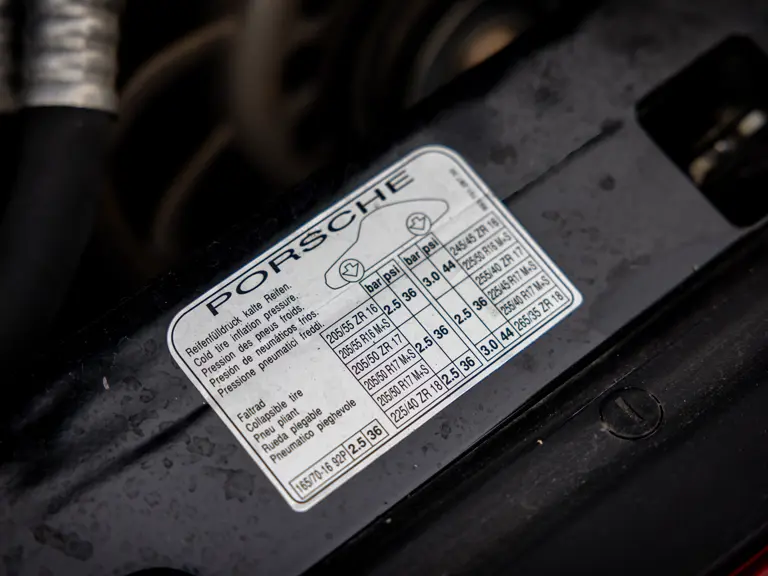 PORSCHE
Reifenfülldruck kalte Reifen.
Cold tire inflation pressure.
Pression des pneus froids.
Presión de neumáticos frios.
Pressione pneumatici freddi.
bar psi bar psi
205/55 ZR 16 2.5 36 3.0 44 245/45 ZR 16
205/55 R16 M+S 225/50 R16 M+S
205/50 ZR 17 255/40 ZR 17
205/50 R17 M+S 2.5 36 2.5 36 225/45 R17 M+S
205/50 R17 M+S 255/40 R17 M+S
225/40 ZR 18 2.5 36 3.0 44 265/35 ZR 18
Faltrad
Collapsible tire
Pneu pliant
Rueda plegable
Pneumatico pieghevole
165/70-16 92P 2.5 36